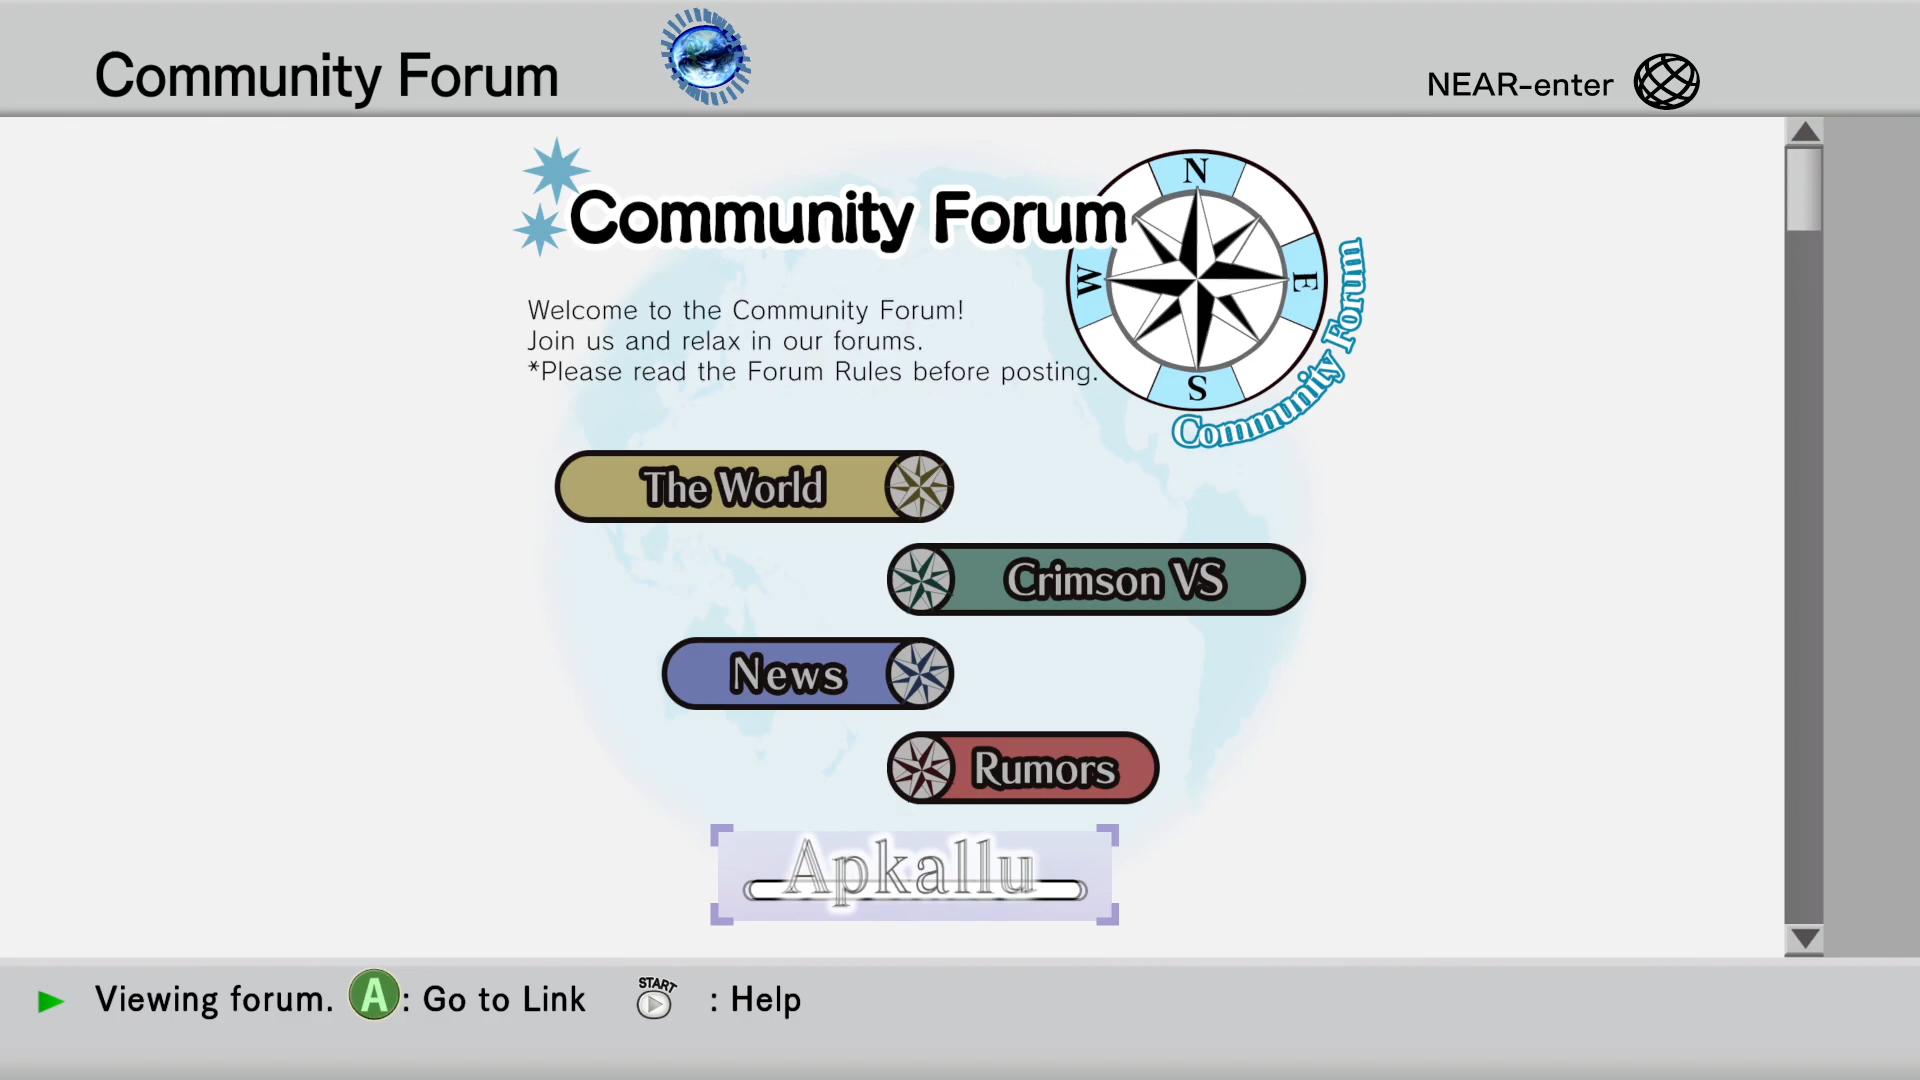 Community Forum
NEAR-enter
Community Forum
N
W
E
S
Community Forum
Welcome to the Community Forum!
Join us and relax in our forums.
*Please read the Forum Rules before posting.
The World
Crimson VS
News
Rumors
Apkallu
Viewing forum. A: Go to Link START : Help